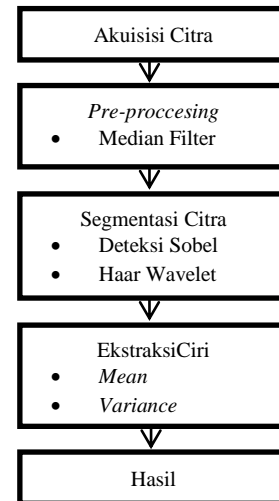 Akuisisi Citra
Pre-proccesing
• Median Filter
Segmentasi Citra
• Deteksi Sobel
• Haar Wavelet
EkstraksiCiri
• Mean
• Variance
Hasil